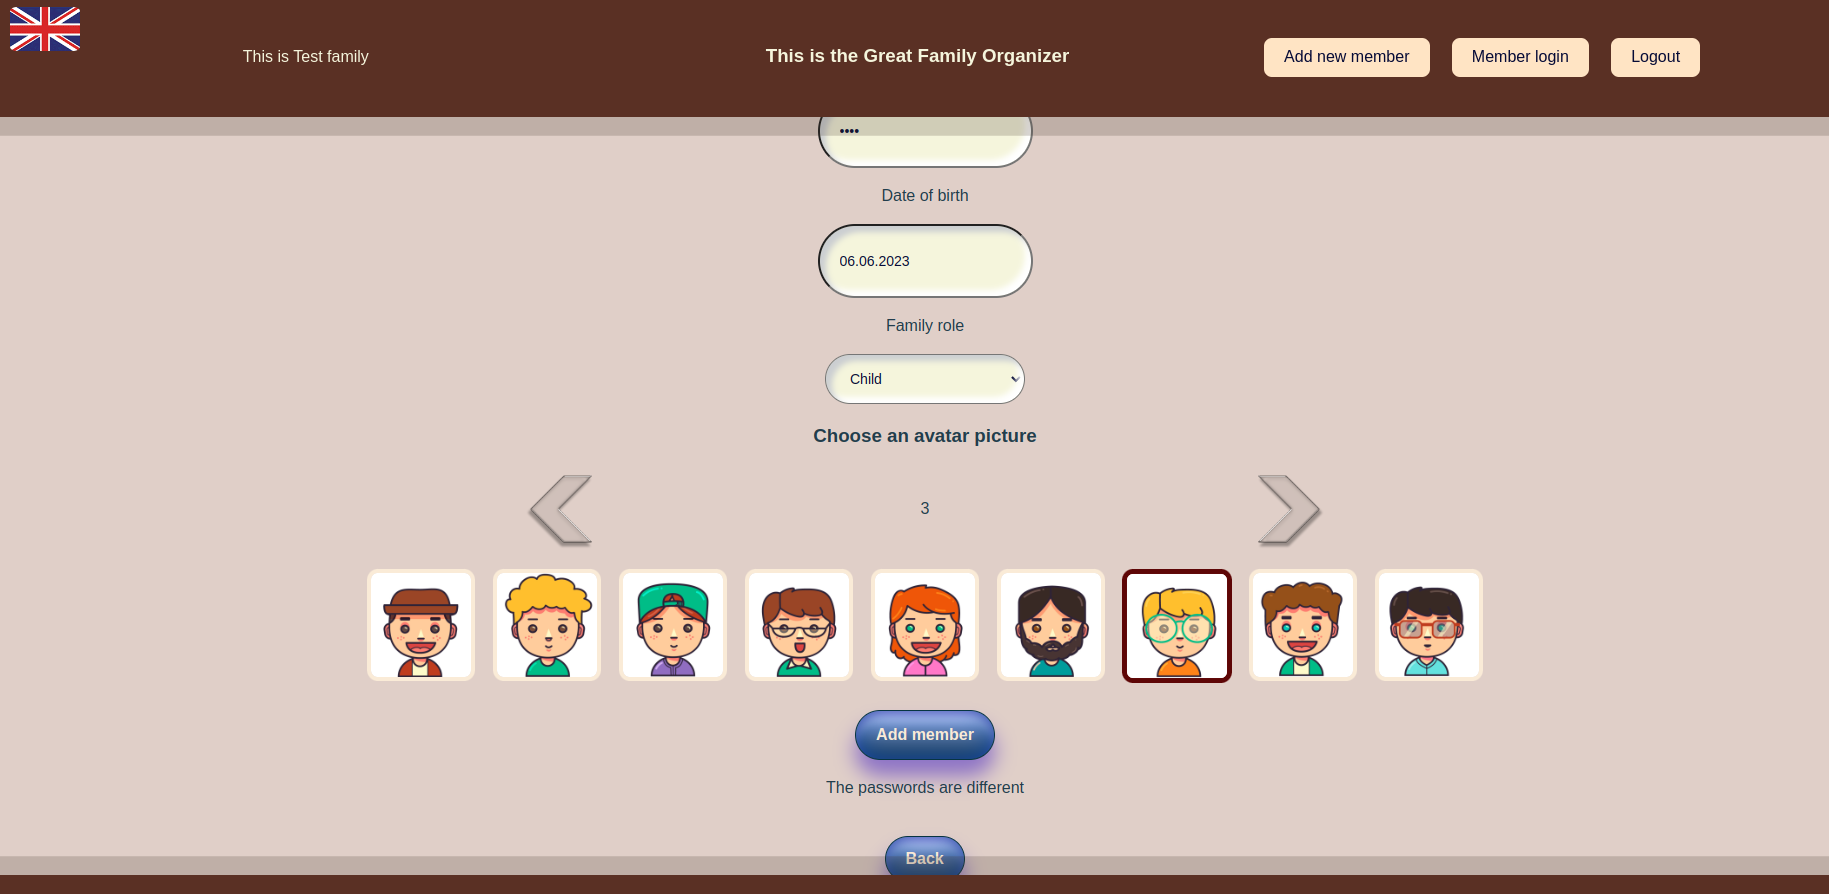 This is Test family
This is the Great Family Organizer
Add new member
Member login
Logout
••••
Date of birth
06.06.2023
Family role
Child
Choose an avatar picture
3
Add member
The passwords are different
Back